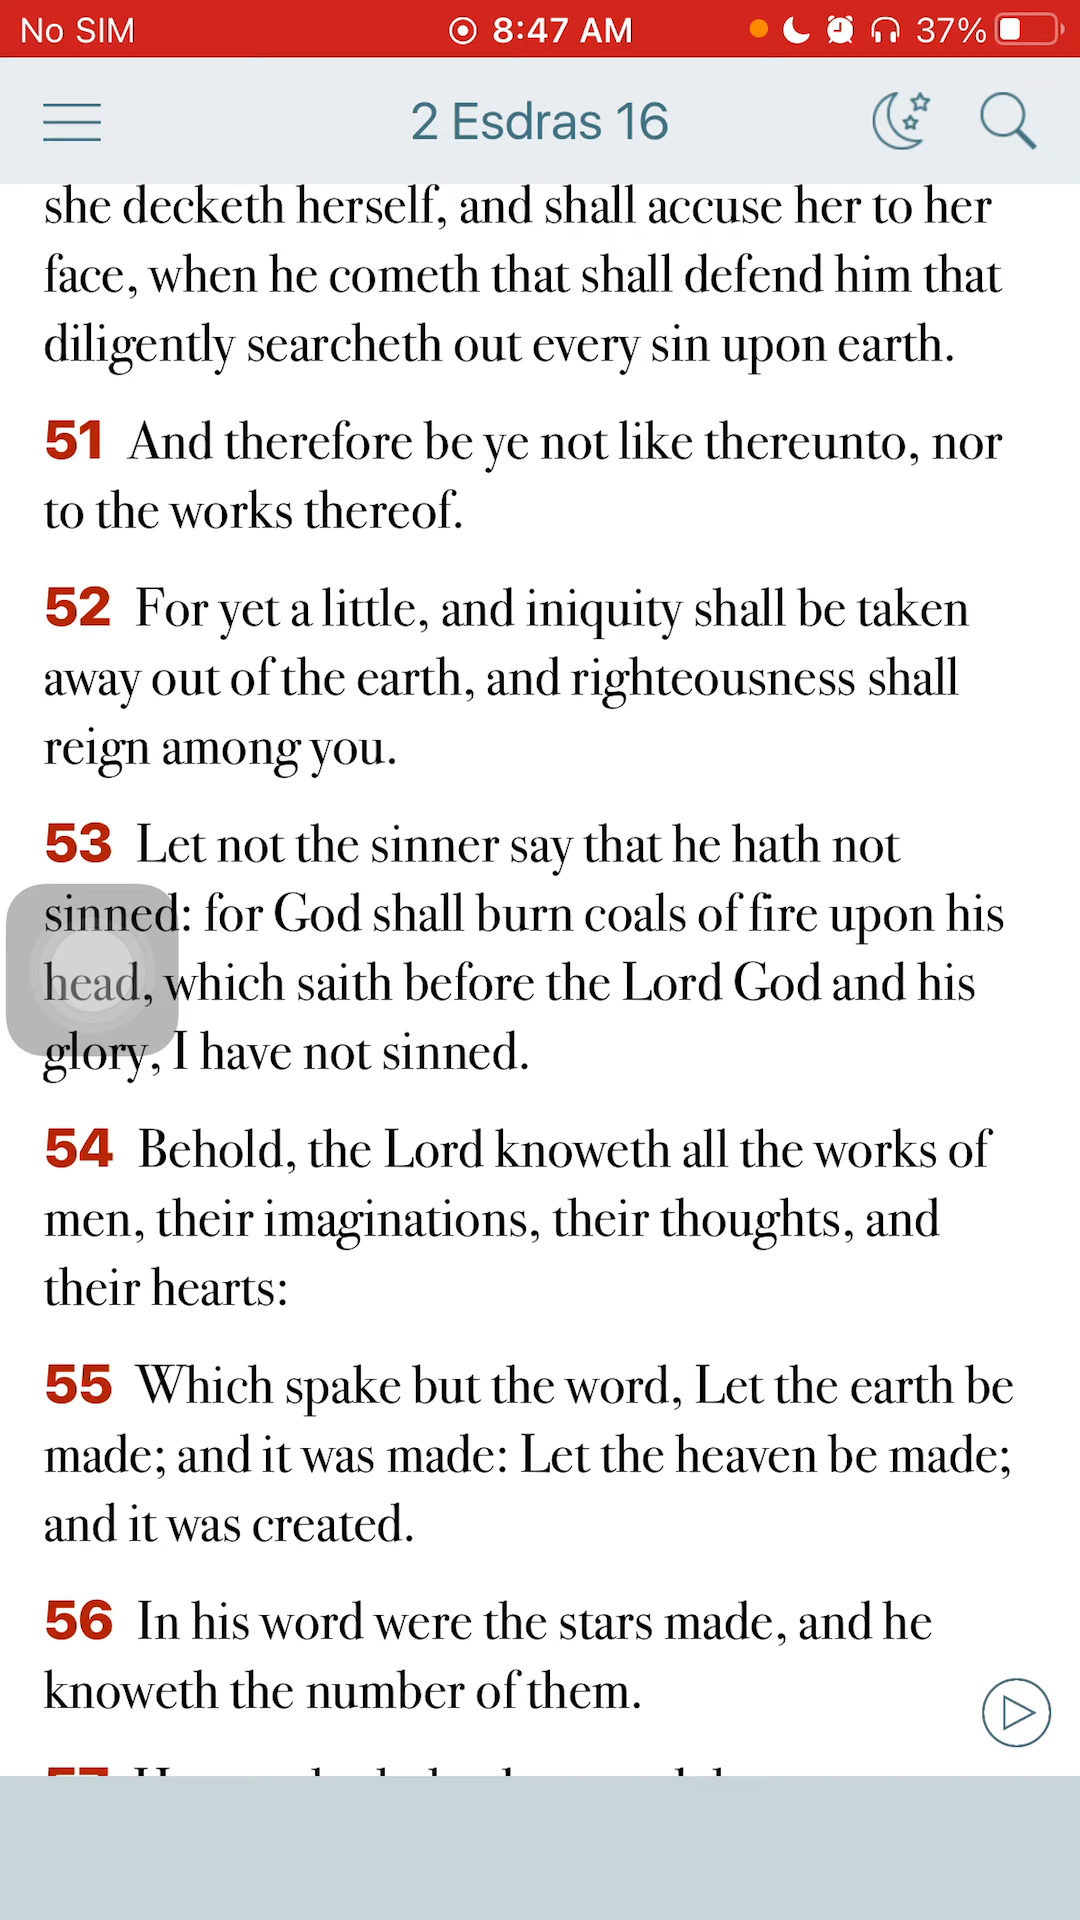 No SIM 8:47 AM 37%
2 Esdras 16
she decketh herself, and shall accuse her to her
face, when he cometh that shall defend him that
diligently searcheth out every sin upon earth.
51 And therefore be ye not like thereunto, nor
to the works thereof.
52 For yet a little, and iniquity shall be taken
away out of the earth, and righteousness shall
reign among you.
53 Let not the sinner say that he hath not
sinned: for God shall burn coals of fire upon his
head, which saith before the Lord God and his
glory, I have not sinned.
54 Behold, the Lord knoweth all the works of
men, their imaginations, their thoughts, and
their hearts:
55 Which spake but the word, Let the earth be
made; and it was made: Let the heaven be made;
and it was created.
56 In his word were the stars made, and he
knoweth the number of them.